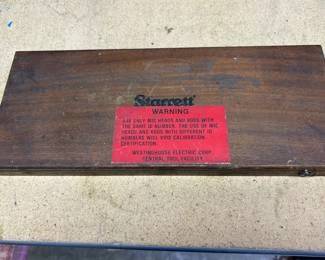 Starrett
WARNING
USE ONLY MIC HEADS AND RODS WITH
THE SAME ID NUMBER. THE USE OF MIC
HEADS AND RODS WITH DIFFERENT ID
NUMBERS WILL VOID CALIBRATION
CERTIFICATION.
WESTINGHOUSE ELECTRIC CORP.
CENTRAL TOOL FACILITY